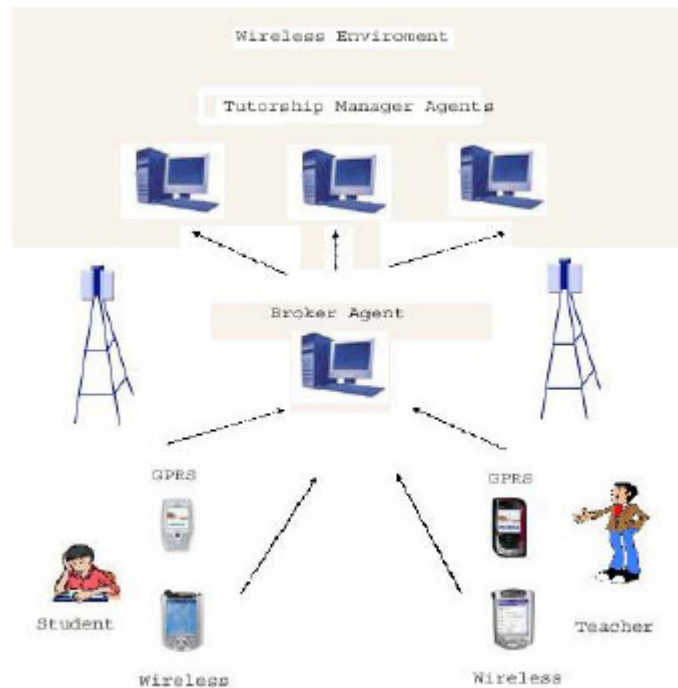 Wireless Enviroment
Tutorship Manager Agents
Broker Agent
GPRS
GPRS
Student
Teacher
Wireless
Wireless